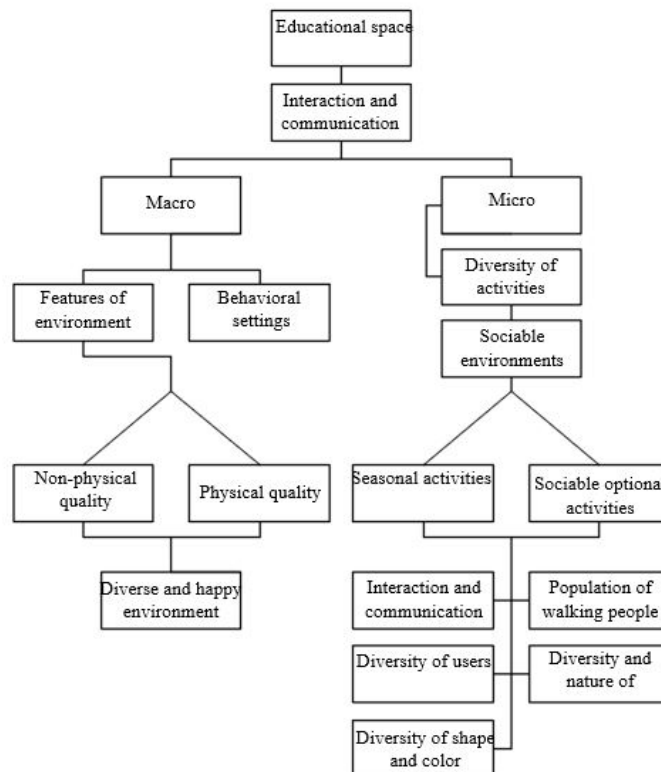 Educational space
Interaction and
communication
Macro
Micro
Diversity of
activities
Features of
environment
Behavioral
settings
Sociable
environments
Non-physical
quality
Physical quality
Seasonal activities
Sociable optiona
activities
Diverse and happy
environment
Interaction and
communication
Population of
walking people
Diversity of users
Diversity and
nature of
Diversity of shape
and color